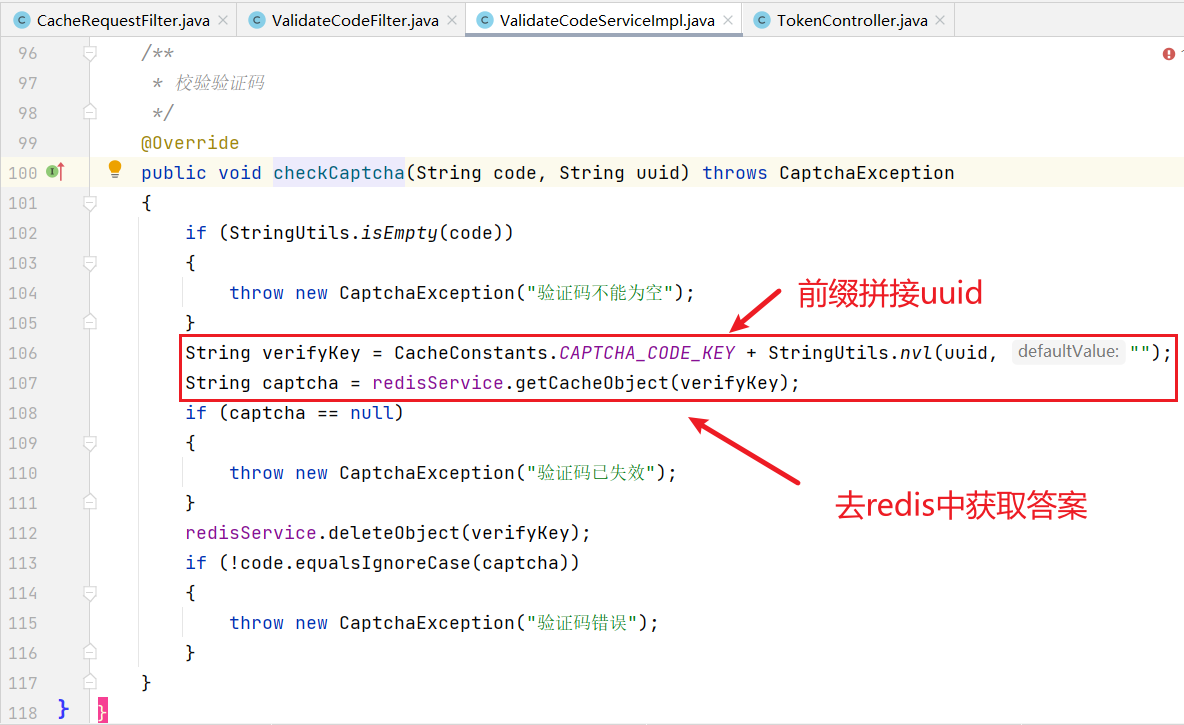 CacheRequestFilter.java ValidateCodeFilter.java ValidateCodeServiceImpl.java TokenController.java
96 /**
97 * 校验验证码
98 */
99 @Override
100 public void checkCaptcha(String code, String uuid) throws CaptchaException
101 {
102 if (StringUtils.isEmpty(code))
103 {
104 throw new CaptchaException("验证码不能为空");
前缀拼接uuid
105 }
106 String verifyKey = CacheConstants.CAPTCHA_CODE_KEY + StringUtils.nvl(uuid, defaultValue: "");
107 String captcha = redisService.getCacheObject(verifyKey);
108 if (captcha == null)
109 {
110 throw new CaptchaException("验证码已失效");
111 }
去redis中获取答案
112 redisService.deleteObject(verifyKey);
113 if (!code.equalsIgnoreCase(captcha))
114 {
115 throw new CaptchaException("验证码错误");
116 }
117 }
118 } }